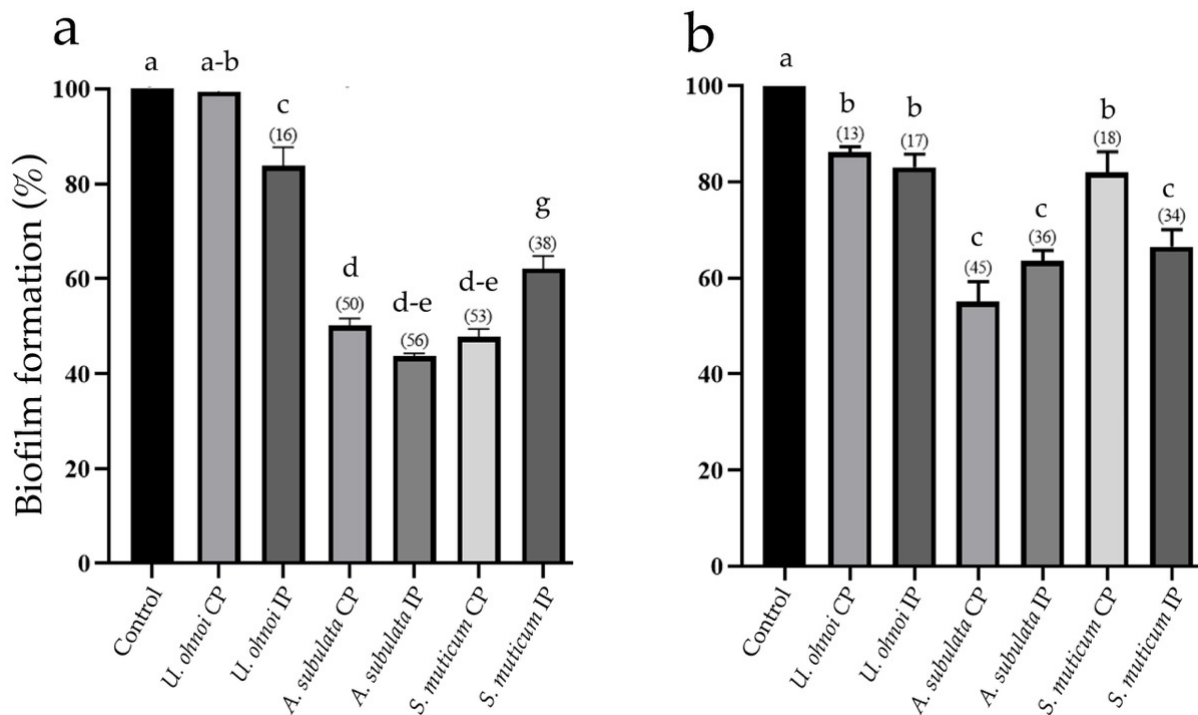 a
Biofilm formation (%)
100
80
60
40
20
0
a
a-b
c
(16)
d
(50)
d-e
(56)
d-e
(53)
g
(38)
Control
U. ohnoi CP
U. ohnoi IP
A. subulata CP
A. subulata IP
S. muticum CP
S. muticum IP
b
100
80
60
40
20
0
a
b
(13)
b
(17)
c
(45)
c
(36)
b
(18)
c
(34)
Control
U. ohnoi CP
U. ohnoi IP
A. subulata CP
A. subulata IP
S. muticum CP
S. muticum IP